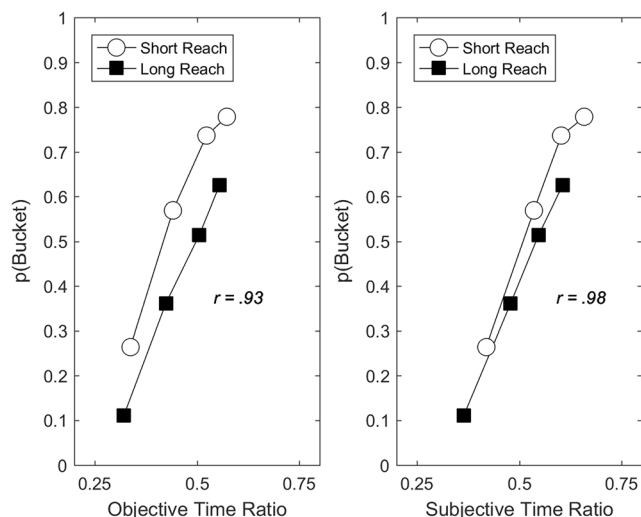 Short Reach
Long Reach
1
0.9
0.8
0.7
0.6
0.5
0.4
0.3
0.2
0.1
0
p(Bucket)
r = .93
0.25
0.5
0.75
Objective Time Ratio
Short Reach
Long Reach
1
0.9
0.8
0.7
0.6
0.5
0.4
0.3
0.2
0.1
0
p(Bucket)
r = .98
0.25
0.5
0.75
Subjective Time Ratio